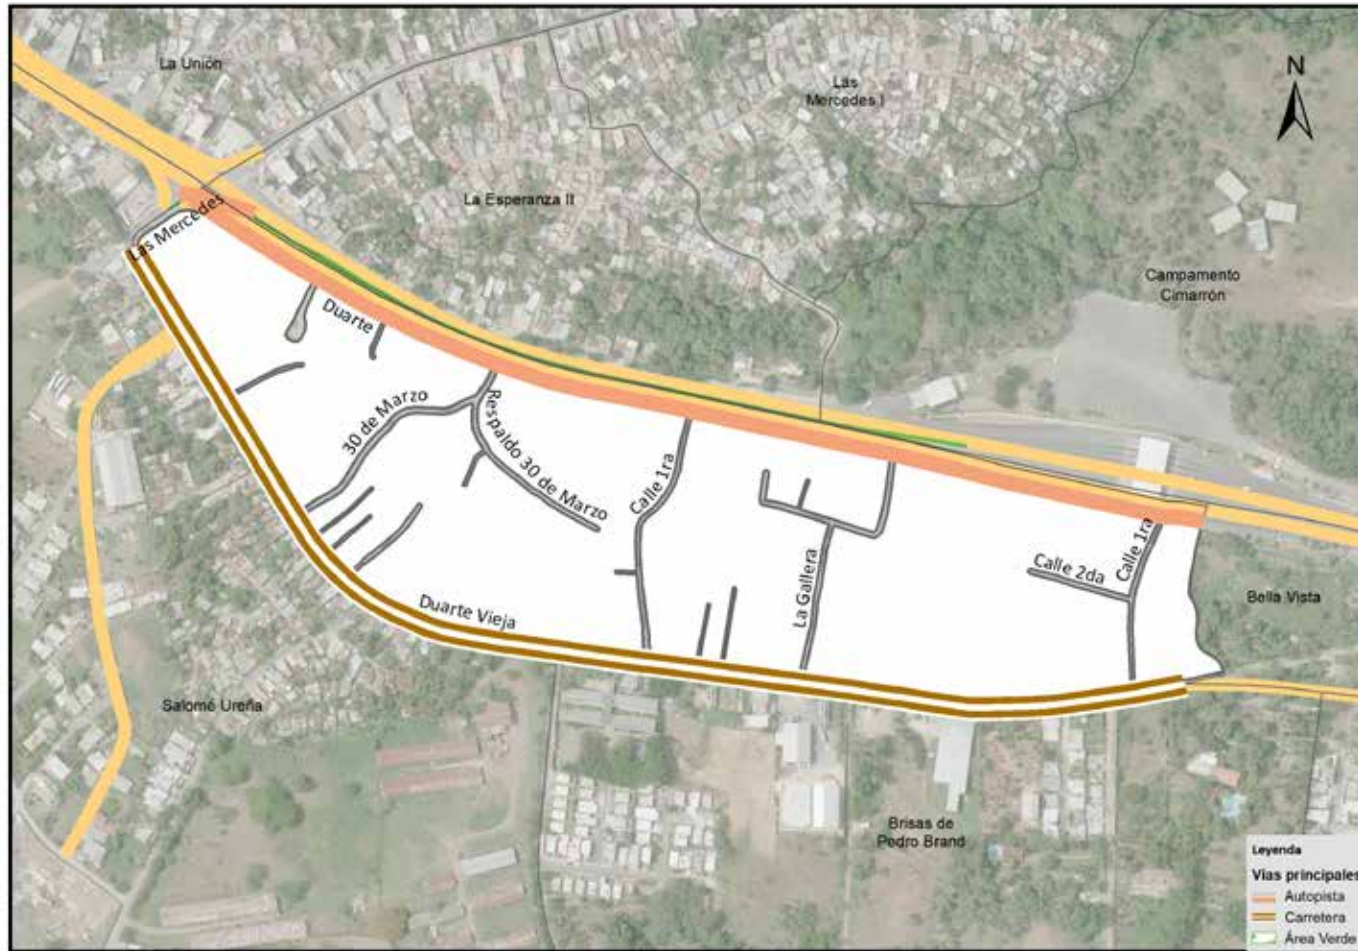 La Unión
N
Las
Mercedes I
La Esperanza II
Las Mercedes
Campamento
Cimarrón
Duarte
30 de Marzo
Respaldo 30 de Marzo
Calle 1ra
Calle 1ra
La Gallera
Calle 2da
Bella Vista
Duarte Vieja
Salomé Ureña
Brisas de
Pedro Brand
Leyenda
Vías principales
Autopista
Carretera
Área Verde